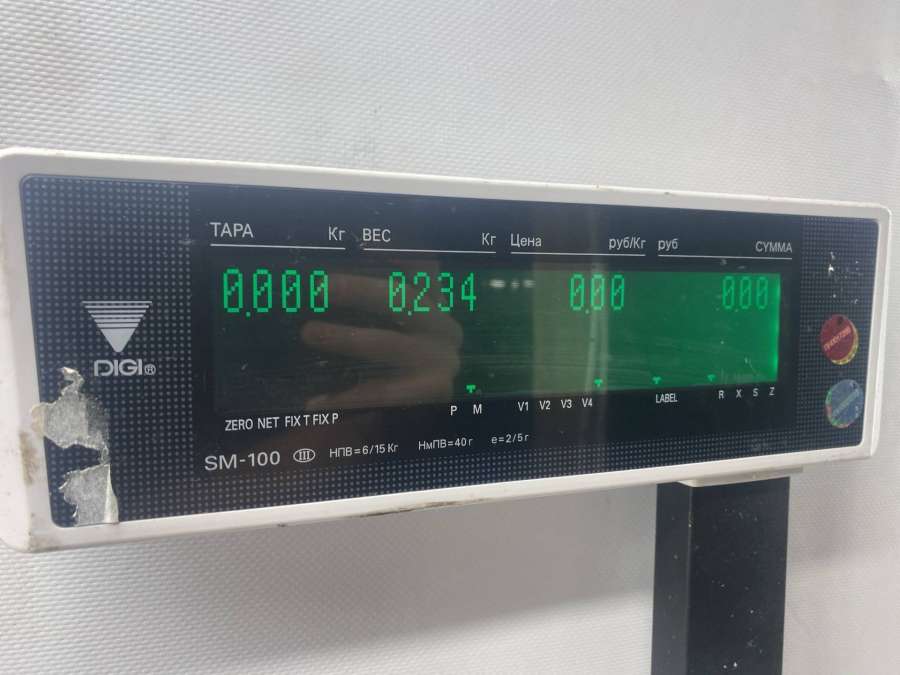 ТАРА Кг ВЕС Кг Цена руб/Кг руб СУММА
0.000 0.234 0.00 0.00
DIGI®
P M V1 V2 V3 V4 LABEL R X S Z
ZERO NET FIX T FIX P
SM-100 III НПВ=6/15 Кг НмПВ=40 г e=2/5 г